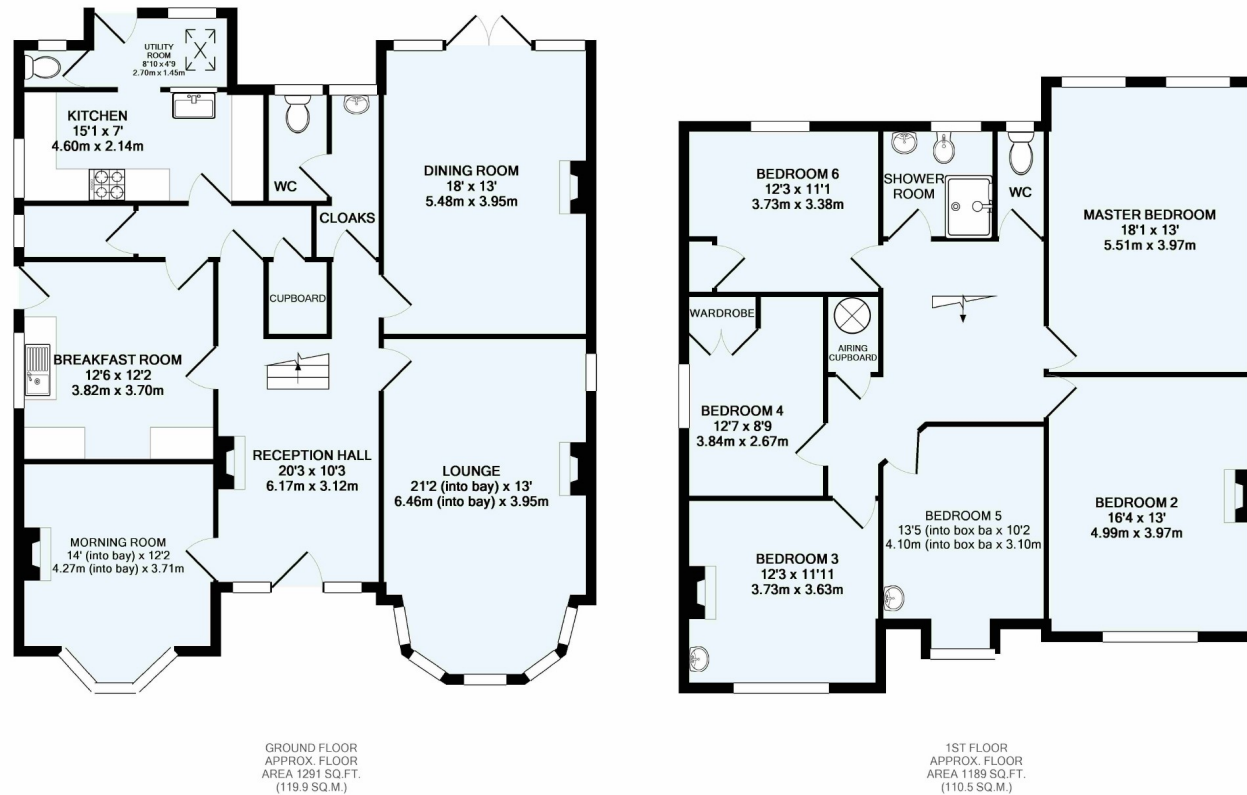 UTILITY
ROOM
8'10 x 4'9
2.70m x 1.45m
KITCHEN
15'1 x 7'
4.60m x 2.14m
WC
CLOAKS
DINING ROOM
18' x 13'
5.48m x 3.95m
CUPBOARD
BREAKFAST ROOM
12'6 x 12'2
3.82m x 3.70m
RECEPTION HALL
20'3 x 10'3
6.17m x 3.12m
LOUNGE
21'2 (into bay) x 13'
6.46m (into bay) x 3.95m
MORNING ROOM
14' (into bay) x 12'2
4.27m (into bay) x 3.71m
GROUND FLOOR
APPROX. FLOOR
AREA 1291 SQ.FT.
(119.9 SQ.M.)
BEDROOM 6
12'3 x 11'1
3.73m x 3.38m
SHOWER
ROOM
WC
MASTER BEDROOM
18'1 x 13'
5.51m x 3.97m
WARDROBE
AIRING
CUPBOARD
BEDROOM 4
12'7 x 8'9
3.84m x 2.67m
BEDROOM 5
13'5 (into box ba x 10'2
4.10m (into box ba x 3.10m
BEDROOM 2
16'4 x 13'
4.99m x 3.97m
BEDROOM 3
12'3 x 11'11
3.73m x 3.63m
1ST FLOOR
APPROX. FLOOR
AREA 1189 SQ.FT.
(110.5 SQ.M.)